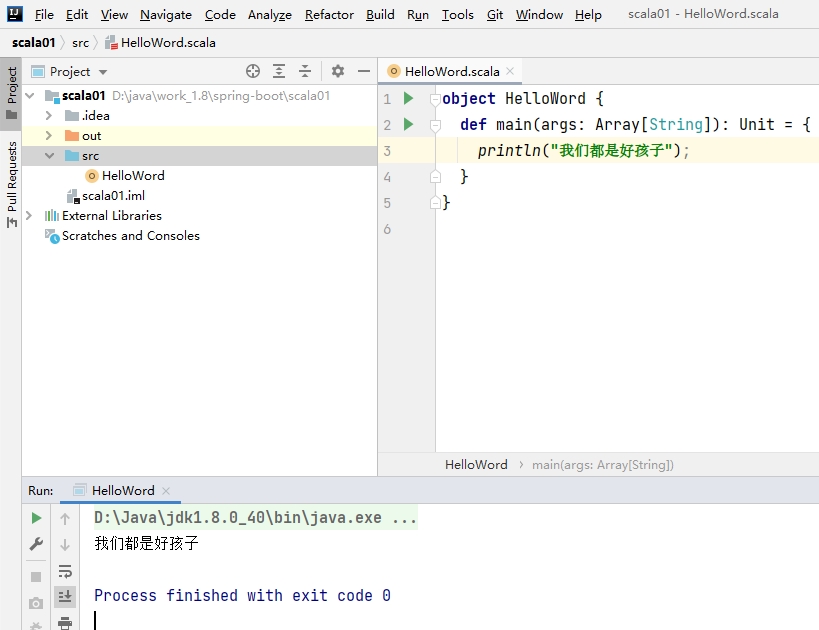 File Edit View Navigate Code Analyze Refactor Build Run Tools Git Window Help scala01 - HelloWord.scala
scala01 src HelloWord.scala
Project
Pull Requests
Project
scala01 D:\java\work_1.8\spring-boot\scala01
.idea
out
src
HelloWord
scala01.iml
External Libraries
Scratches and Consoles
HelloWord.scala
1 object HelloWord {
2 def main(args: Array[String]): Unit = {
3 println("我们都是好孩子");
4 }
5 }
6
HelloWord main(args: Array[String])
Run: HelloWord
D:\Java\jdk1.8.0_40\bin\java.exe ...
我们都是好孩子
Process finished with exit code 0